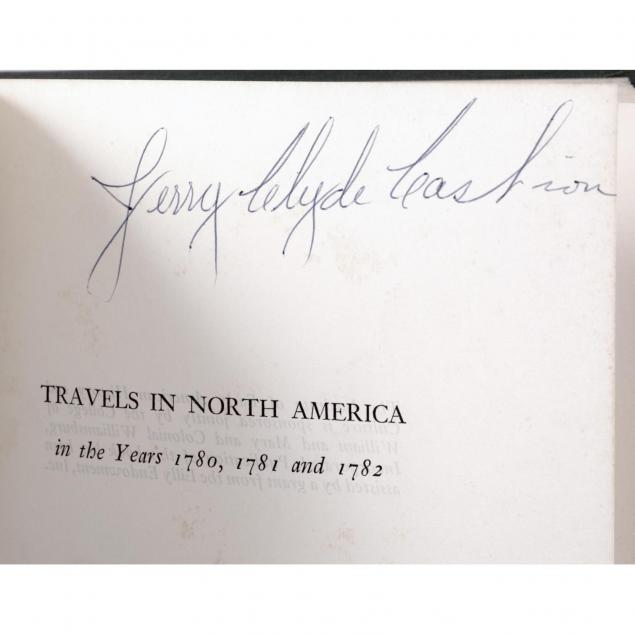 Jerry Clyde Cashion
TRAVELS IN NORTH AMERICA
in the Years 1780, 1781 and 1782